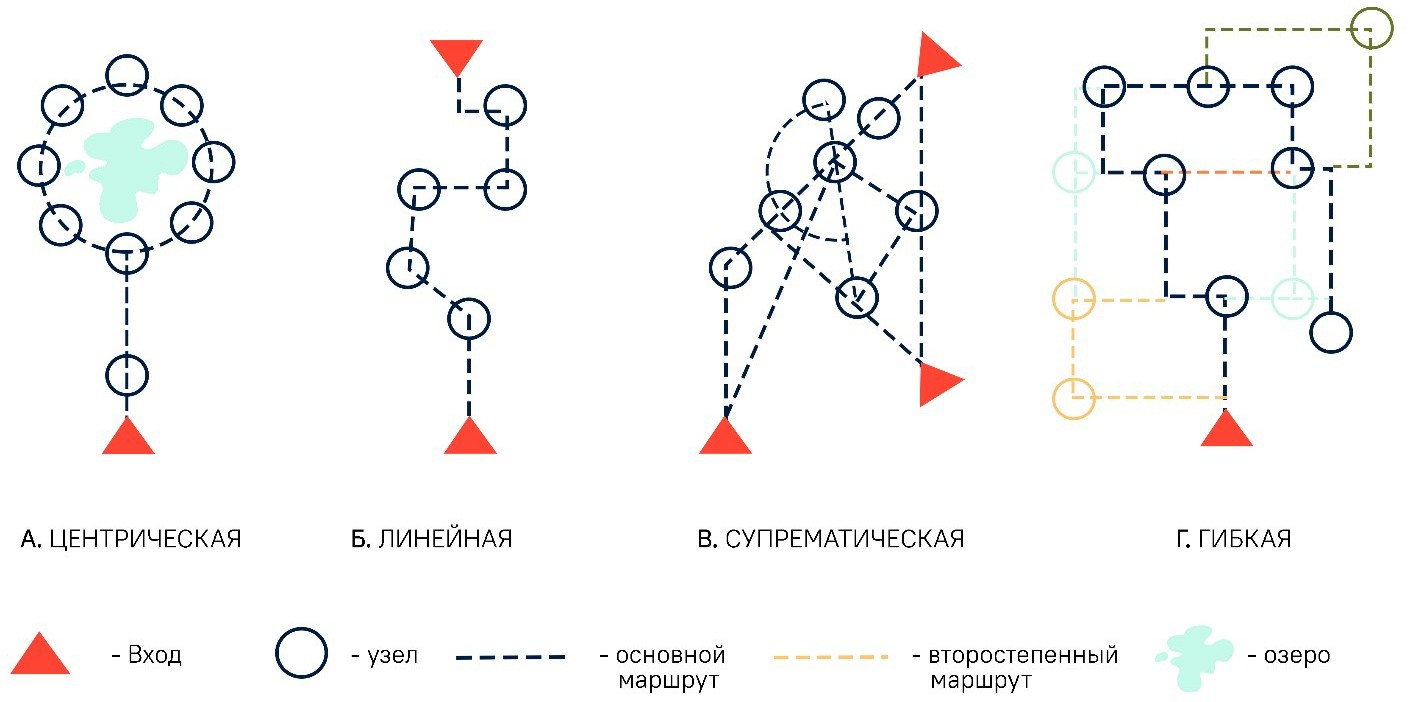 А. ЦЕНТРИЧЕСКАЯ
Б. ЛИНЕЙНАЯ
В. СУПРЕМАТИЧЕСКАЯ
Г. ГИБКАЯ
- Вход
- узел
- основной
маршрут
- второстепенный
маршрут
- озеро